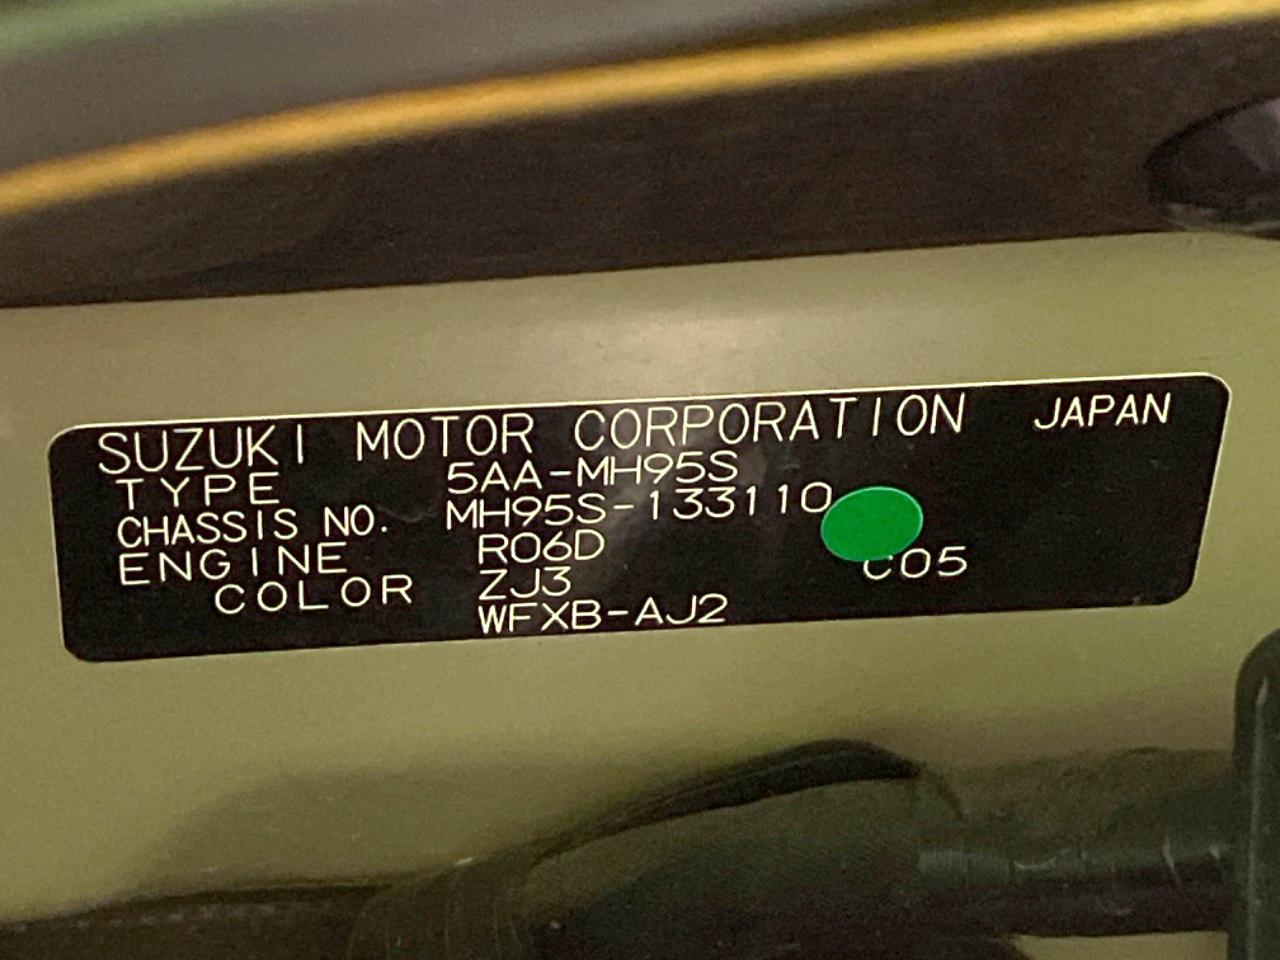 SUZUKI MOTOR CORPORATION JAPAN
TYPE 5AA-MH95S
CHASSIS NO. MH95S-133110
ENGINE R06D C05
COLOR ZJ3
WFXB-AJ2